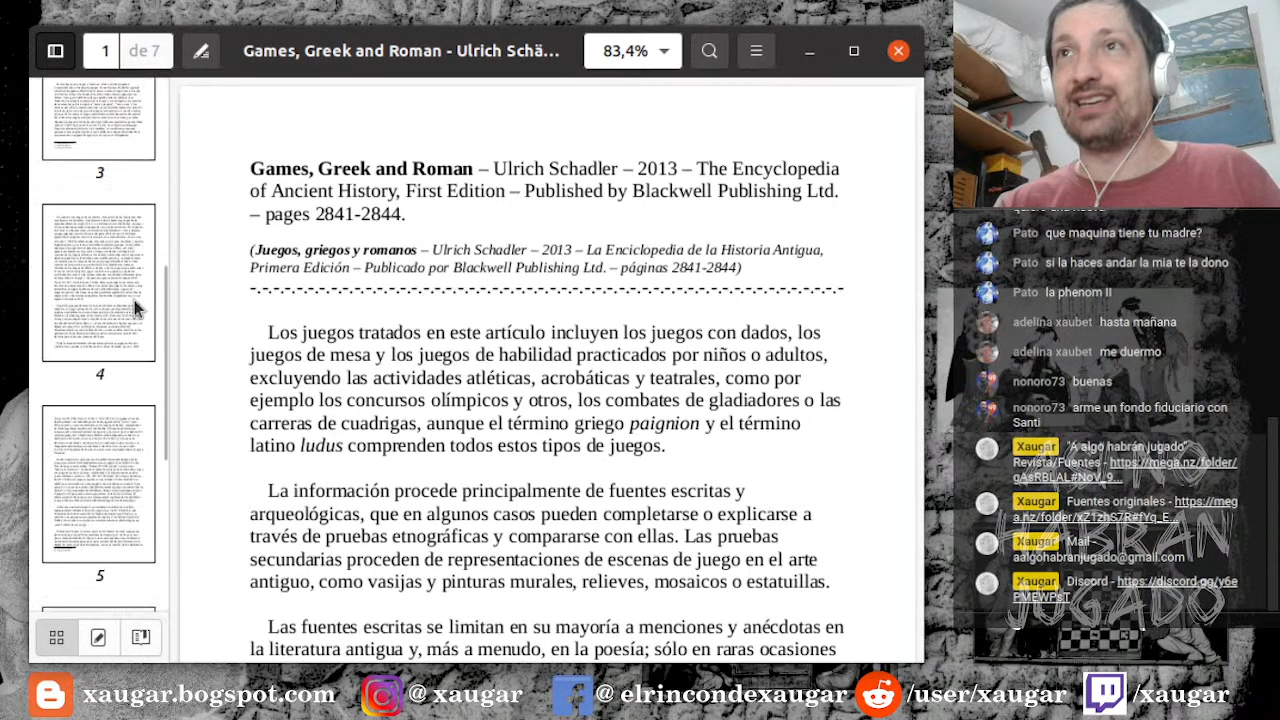 1 de 7
Games, Greek and Roman - Ulrich Schä...
83,4%
3
4
5
Games, Greek and Roman – Ulrich Schadler – 2013 – The Encyclopedia
of Ancient History, First Edition – Published by Blackwell Publishing Ltd.
– pages 2841-2844.
(Juegos, griegos y romanos – Ulrich Schadler – 2013 – La Enciclopedia de la Historia Antigua,
Primera Edición – Publicado por Blackwell Publishing Ltd. – páginas 2841-2844)
Los juegos tratados en este artículo incluyen los juegos con dados, los
juegos de mesa y los juegos de habilidad practicados por niños o adultos,
excluyendo las actividades atléticas, acrobáticas y teatrales, como por
ejemplo los concursos olímpicos y otros, los combates de gladiadores o las
carreras de cuadrigas, aunque el término griego paignion y el término
latino ludus comprenden todos estos tipos de juegos.
La información procede principalmente de fuentes escritas y
arqueológicas, que en algunos casos pueden completarse o explicarse a
través de pruebas etnográficas y compararse con ellas. Las pruebas
secundarias proceden de representaciones de escenas de juego en el arte
antiguo, como vasijas y pinturas murales, relieves, mosaicos o estatuillas.
Las fuentes escritas se limitan en su mayoría a menciones y anécdotas en
la literatura antigua y, más a menudo, en la poesía; sólo en raras ocasiones
Pato que maquina tiene tu madre?
Pato si la haces andar la mia te la dono
Pato la phenom II
adelina xaubet hasta mañana
adelina xaubet me duermo
nonoro73 buenas
nonoro73 arme un fondo fiduciario con
Santi
Xaugar "A algo habrán jugado"
Revista/Fuentes - https://mega.nz/folder/
gAsRBLAL#NoV_9...
Xaugar Fuentes originales - https://meg
a.nz/folder/xZ1zhS7R#fYq_E...
Xaugar Mail -
aalgohabranjugado@gmail.com
Xaugar Discord - https://discord.gg/y6e
PMEWPsT
HABRÁN
JUGADO
xaugar.bogspot.com
@ xaugar
@ elrincondexaugar
/user/xaugar
/xaugar